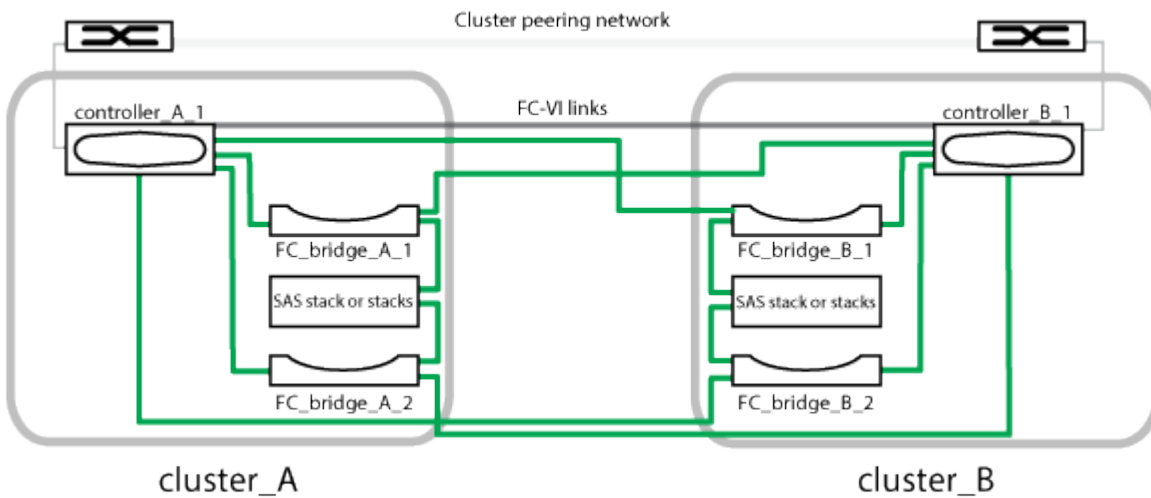 Cluster peering network
controller_A_1
FC-VI links
controller_B_1
FC_bridge_A_1
FC_bridge_B_1
SAS stack or stacks
SAS stack or stacks
FC_bridge_A_2
FC_bridge_B_2
cluster_A
cluster_B